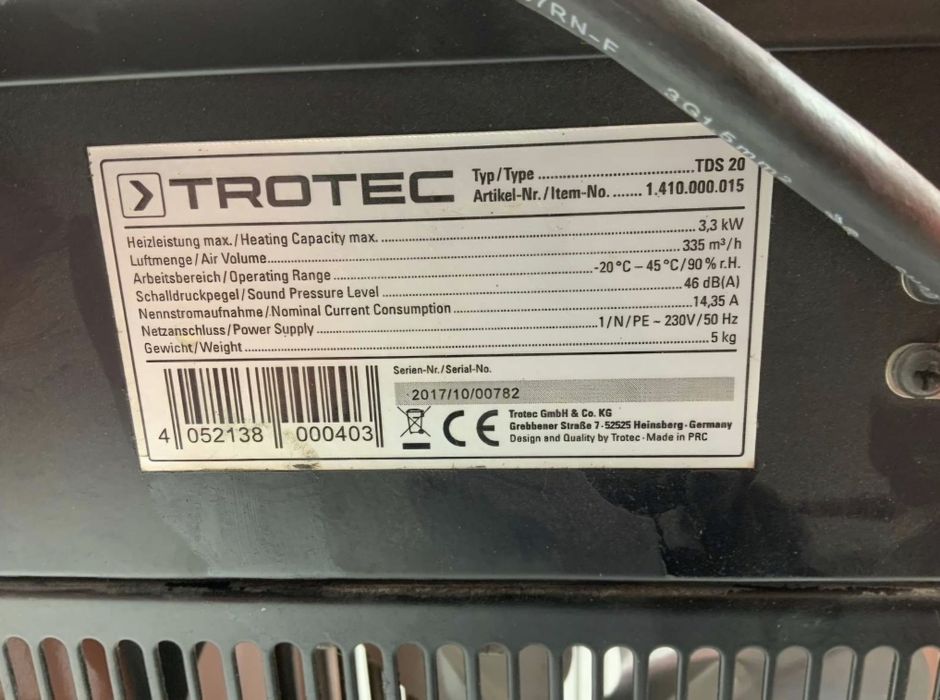 7RN-F
3G1,5mm²
TROTEC
Typ/Type ........................... TDS 20
Artikel-Nr./Item-No. ....... 1.410.000.015
Heizleistung max./Heating Capacity max. ........................... 3,3 kW
Luftmenge/Air Volume ........................... 335 m³/h
Arbeitsbereich/Operating Range ........................... -20°C – 45°C/90% r.H.
Schalldruckpegel/Sound Pressure Level ........................... 46 dB(A)
Nennstromaufnahme/Nominal Current Consumption ........................... 14,35 A
Netzanschluss/Power Supply ........................... 1/N/PE ~ 230V/50 Hz
Gewicht/Weight ........................... 5 kg
Serien-Nr./Serial-No.
2017/10/00782
4 052138 000403
CE
Trotec GmbH & Co. KG
Grebbener Straße 7 · 52525 Heinsberg · Germany
Design and Quality by Trotec · Made in PRC